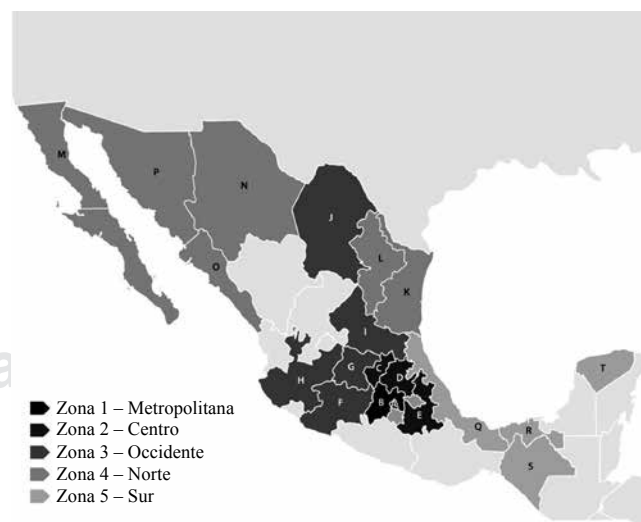 M
P
N
J
L
O
K
I
H
G
C
D
F
B
A
E
T
Q
R
S
a
Zona 1 – Metropolitana
Zona 2 – Centro
Zona 3 – Occidente
Zona 4 – Norte
Zona 5 – Sur